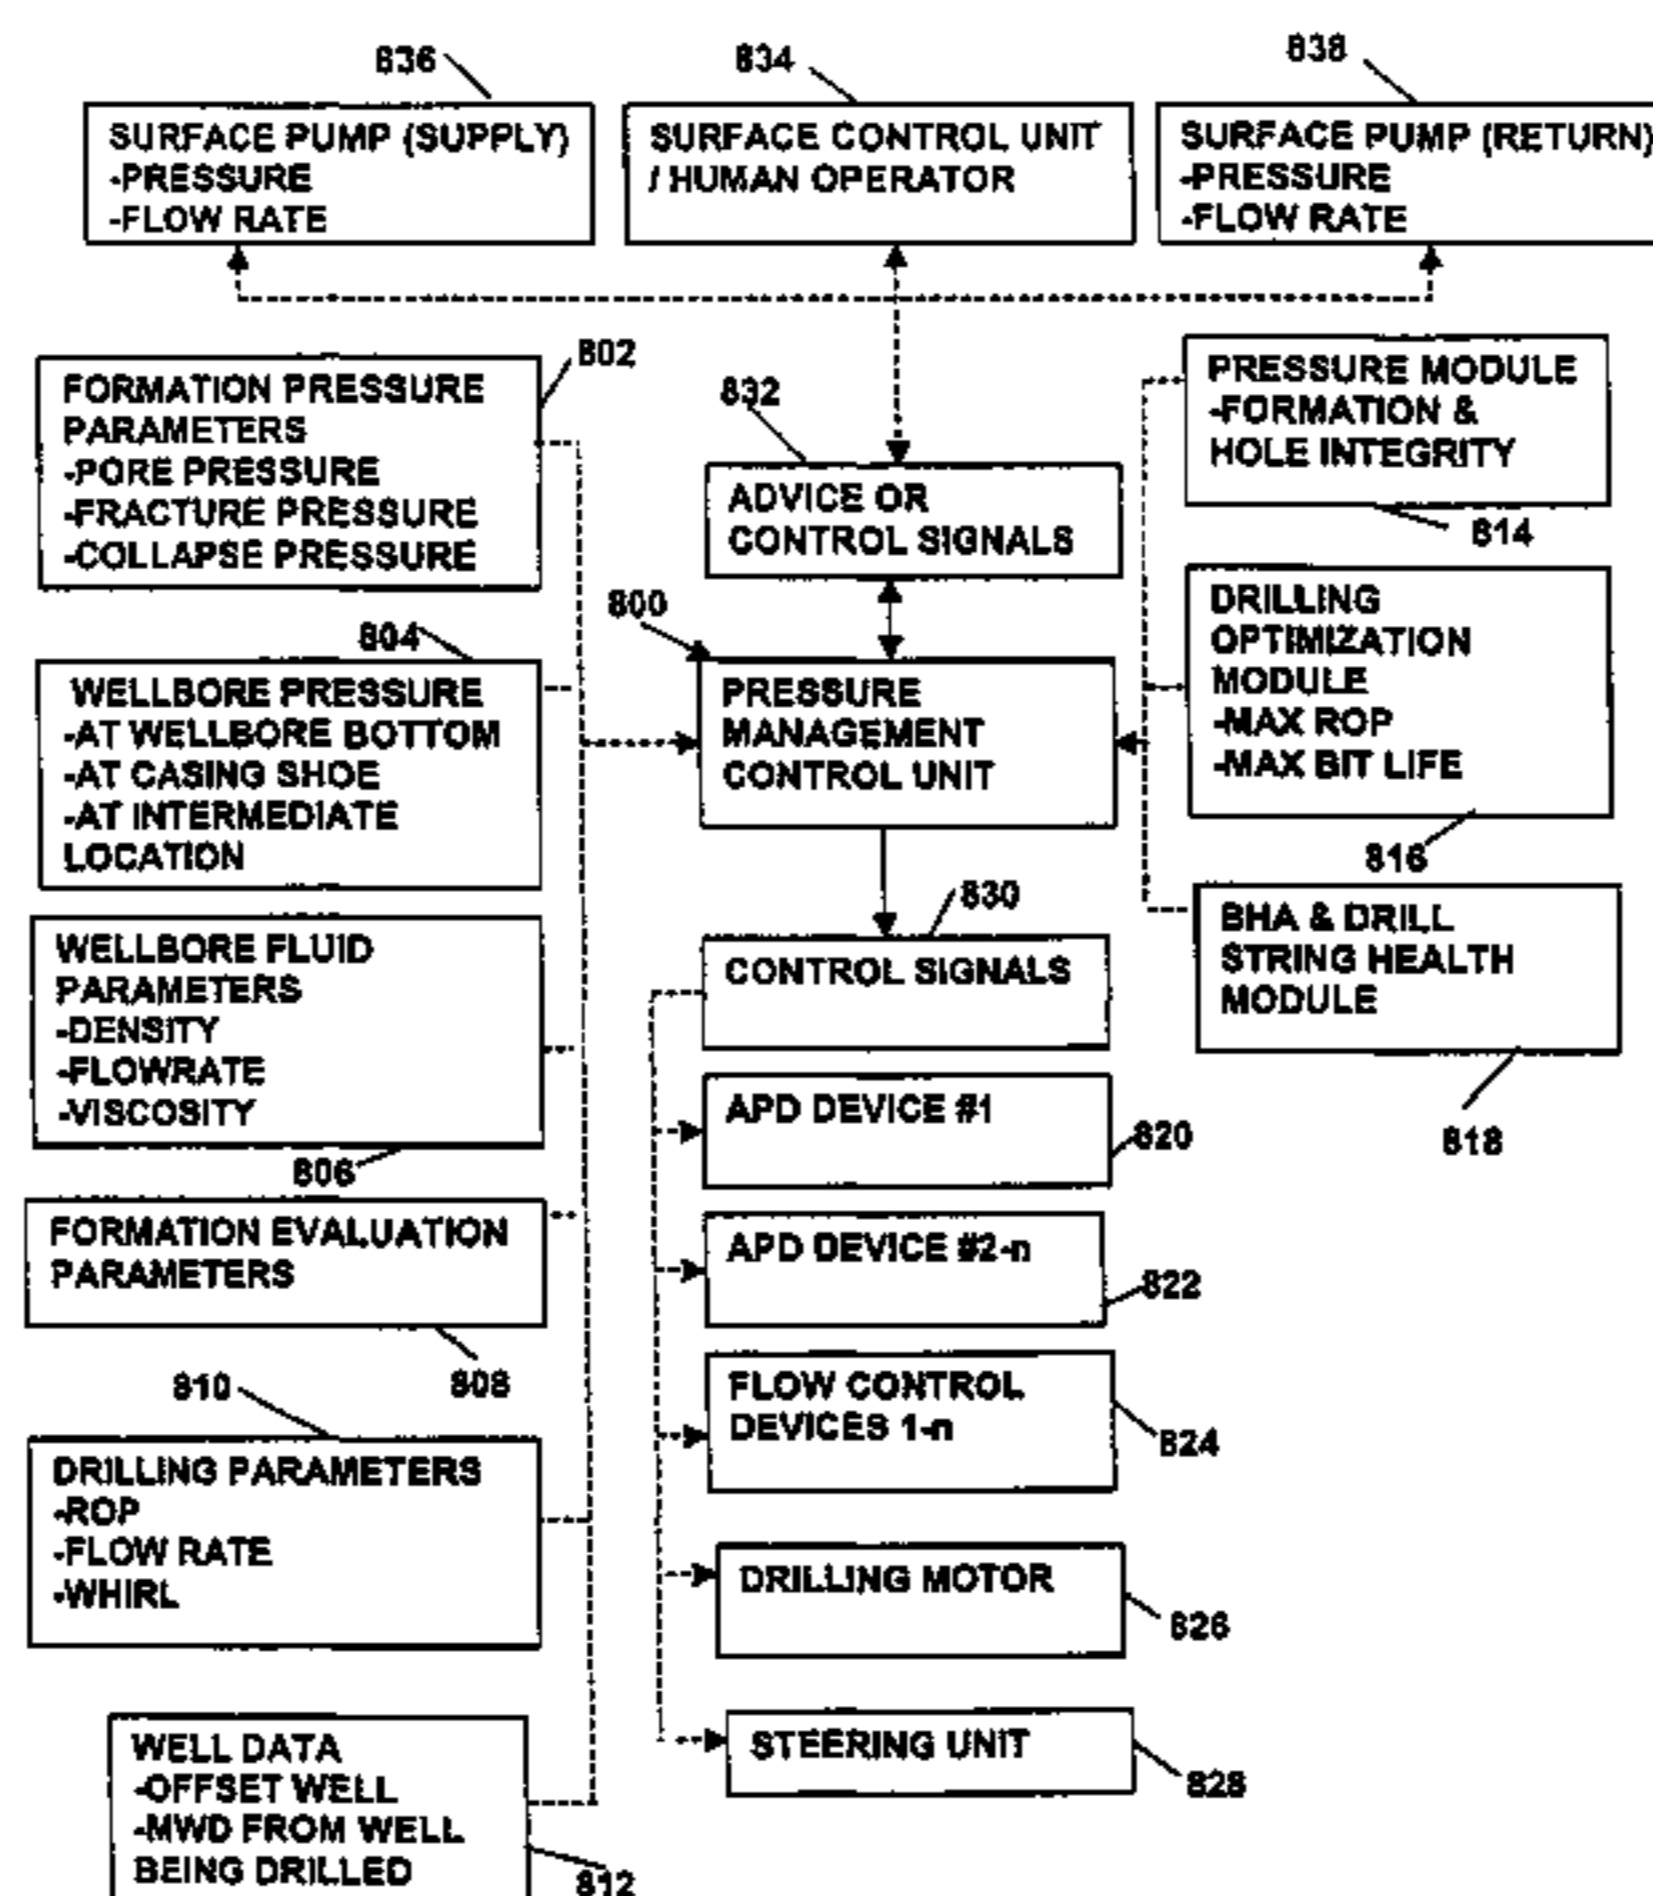 836
834
838
SURFACE PUMP (SUPPLY)
-PRESSURE
-FLOW RATE
SURFACE CONTROL UNIT
/ HUMAN OPERATOR
SURFACE PUMP (RETURN)
-PRESSURE
-FLOW RATE
802
FORMATION PRESSURE
PARAMETERS
-PORE PRESSURE
-FRACTURE PRESSURE
-COLLAPSE PRESSURE
832
ADVICE OR
CONTROL SIGNALS
PRESSURE MODULE
-FORMATION &
HOLE INTEGRITY
814
804
WELLBORE PRESSURE
-AT WELLBORE BOTTOM
-AT CASING SHOE
-AT INTERMEDIATE
LOCATION
800
PRESSURE
MANAGEMENT
CONTROL UNIT
DRILLING
OPTIMIZATION
MODULE
-MAX ROP
-MAX BIT LIFE
816
WELLBORE FLUID
PARAMETERS
-DENSITY
-FLOWRATE
-VISCOSITY
806
830
CONTROL SIGNALS
BHA & DRILL
STRING HEALTH
MODULE
818
APD DEVICE #1
820
FORMATION EVALUATION
PARAMETERS
808
APD DEVICE #2-n
822
810
DRILLING PARAMETERS
-ROP
-FLOW RATE
-WHIRL
FLOW CONTROL
DEVICES 1-n
824
DRILLING MOTOR
826
WELL DATA
-OFFSET WELL
-MWD FROM WELL
BEING DRILLED
812
STEERING UNIT
828